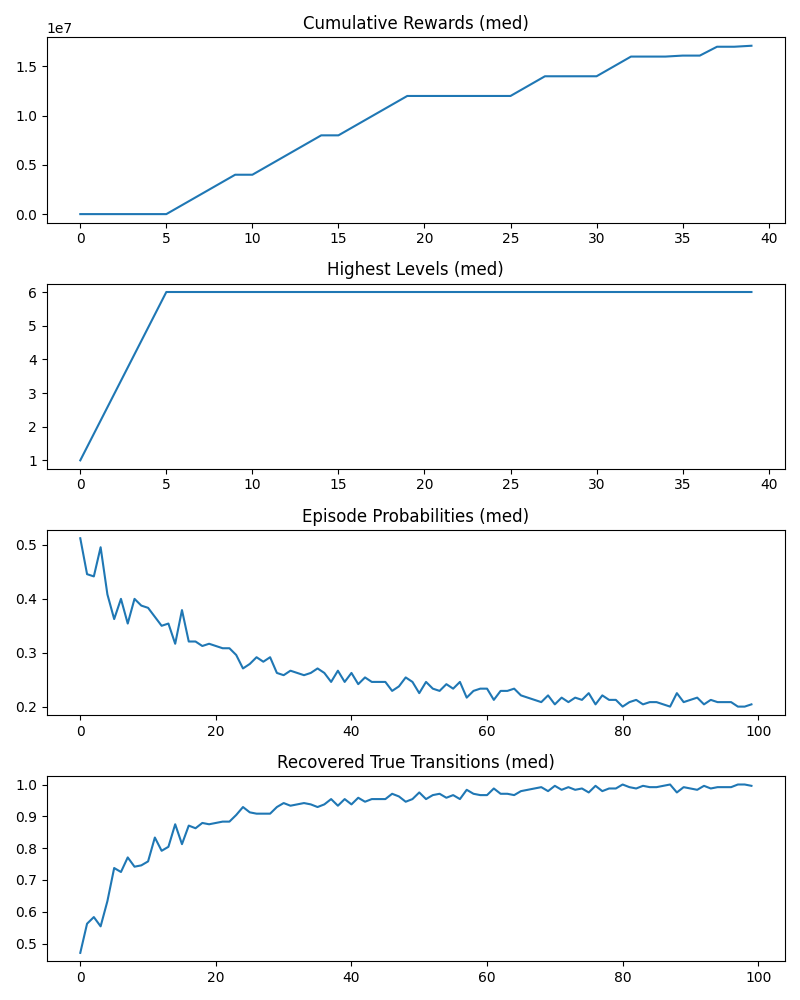 Cumulative Rewards (med)
1e7
1.5
1.0
0.5
0.0
0 5 10 15 20 25 30 35 40
Highest Levels (med)
6
5
4
3
2
1
0 5 10 15 20 25 30 35 40
Episode Probabilities (med)
0.5
0.4
0.3
0.2
0 20 40 60 80 100
Recovered True Transitions (med)
1.0
0.9
0.8
0.7
0.6
0.5
0 20 40 60 80 100